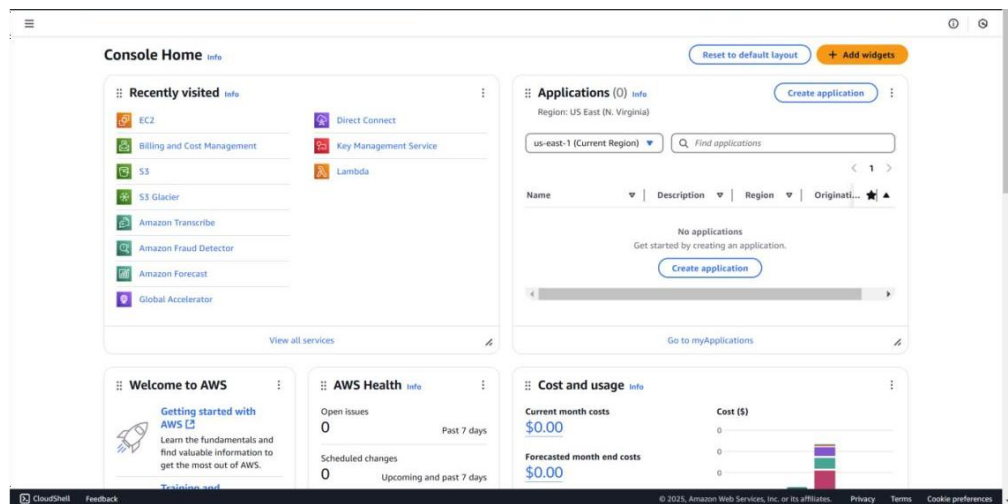 Console Home Info
Reset to default layout
+ Add widgets
Recently visited Info
EC2
Billing and Cost Management
S3
S3 Glacier
Amazon Transcribe
Amazon Fraud Detector
Amazon Forecast
Global Accelerator
Direct Connect
Key Management Service
Lambda
View all services
Applications (0) Info
Create application
Region: US East (N. Virginia)
us-east-1 (Current Region)
Find applications
1
Name
Description
Region
Originati...
No applications
Get started by creating an application.
Create application
Go to myApplications
Welcome to AWS
Getting started with
AWS
Learn the fundamentals and
find valuable information to
get the most out of AWS.
Training and
AWS Health Info
Open issues
0
Past 7 days
Scheduled changes
0
Upcoming and past 7 days
Cost and usage Info
Current month costs
$0.00
Forecasted month end costs
$0.00
Cost ($)
0
0
0
0
CloudShell
Feedback
© 2025, Amazon Web Services, Inc. or its affiliates.
Privacy
Terms
Cookie preferences